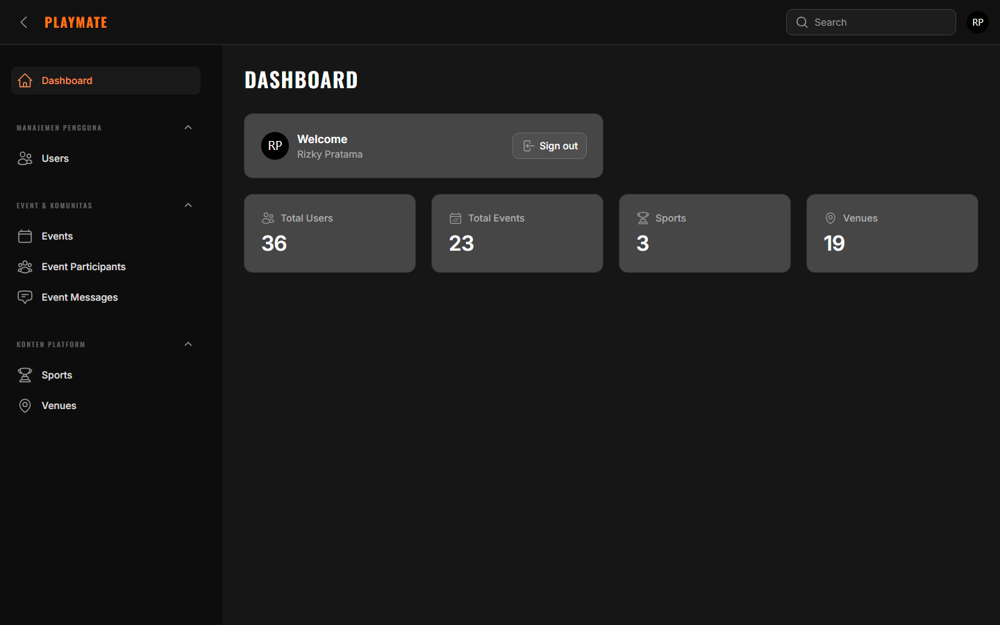 PLAYMATE
Search
RP
Dashboard
MANAJEMEN PENGGUNA
Users
EVENT & KOMUNITAS
Events
Event Participants
Event Messages
KONTEN PLATFORM
Sports
Venues
DASHBOARD
RP
Welcome
Rizky Pratama
Sign out
Total Users
36
Total Events
23
Sports
3
Venues
19